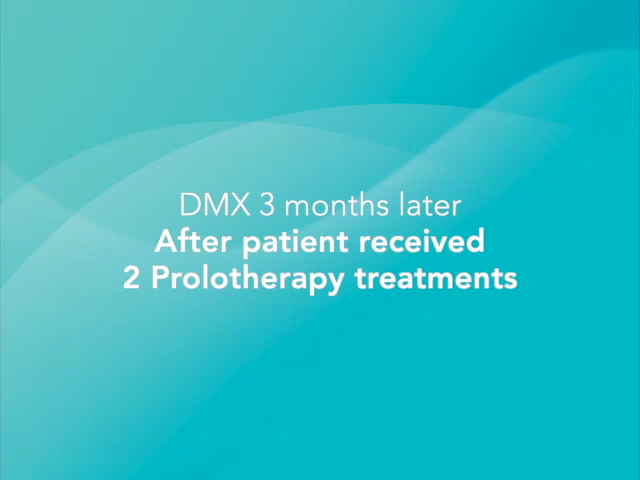 DMX 3 months later
After patient received
2 Prolotherapy treatments